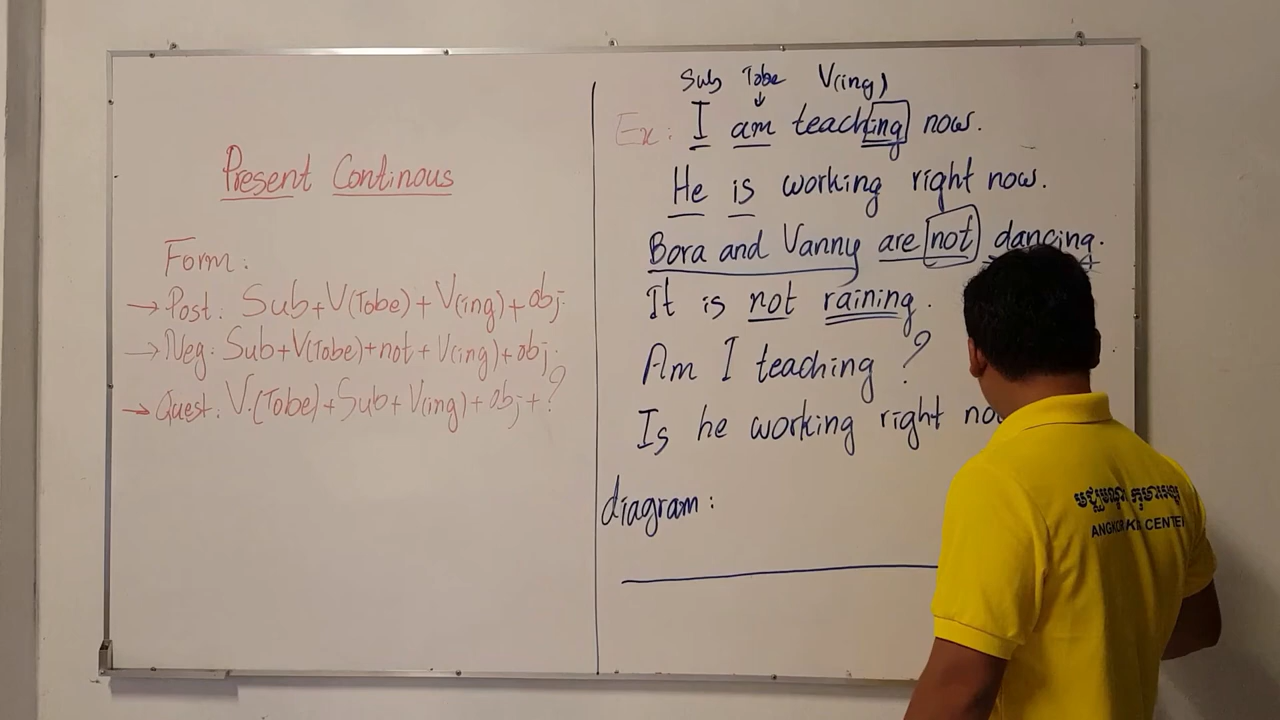 Present Continous
Form:
→ Post: Sub+V(Tobe)+V(ing)+obj.
→ Neg: Sub+V(Tobe)+not+V(ing)+obj.
→ Quest: V.(Tobe)+Sub+V(ing)+obj+?
Sub Tobe V(ing)
Ex: I am teaching now.
He is working right now.
Bora and Vanny are not dancing.
It is not raining.
Am I teaching ?
Is he working right
diagram:
ANGKOR CENTER